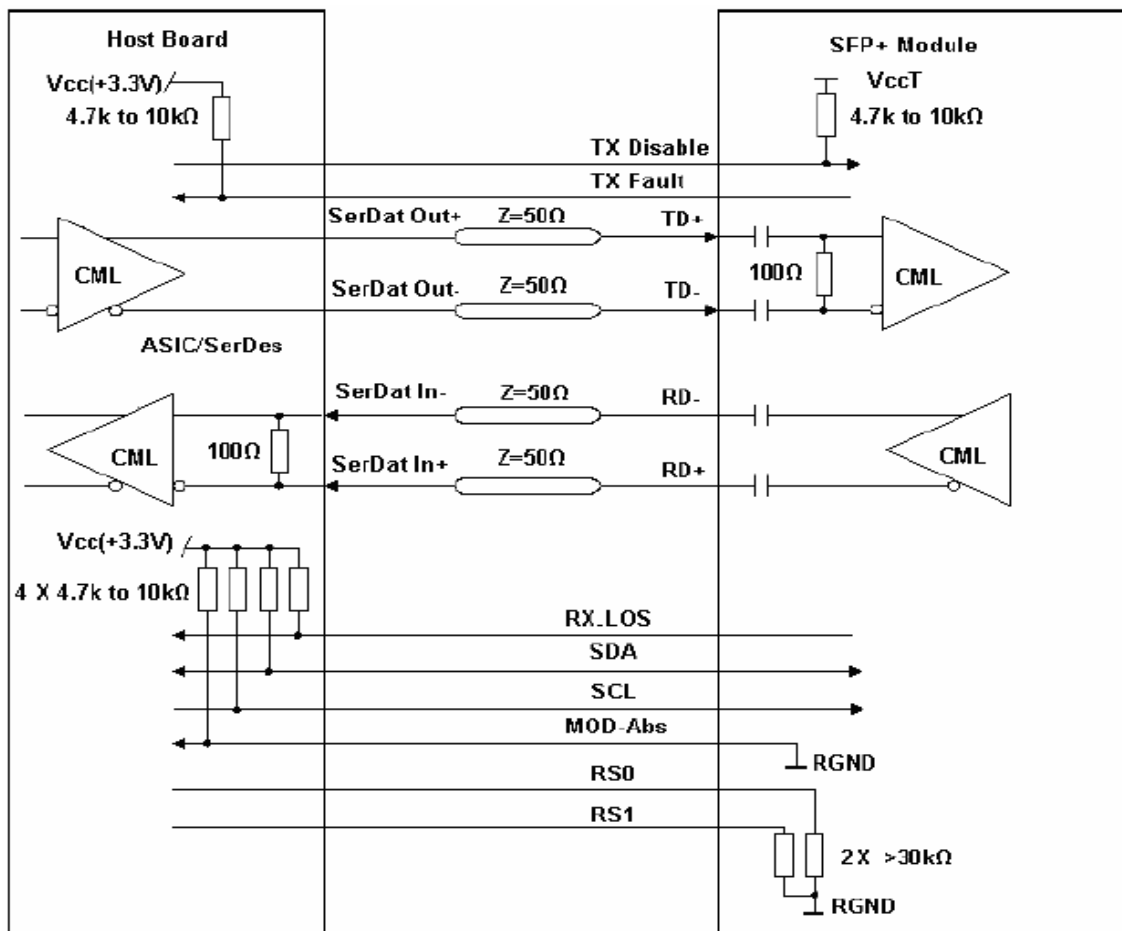 Host Board
SFP+ Module
Vcc(+3.3V)
4.7k to 10kΩ
VccT
4.7k to 10kΩ
TX Disable
TX Fault
SerDat Out+
Z=50Ω
TD+
CML
100Ω
CML
SerDat Out-
Z=50Ω
TD-
ASIC/SerDes
SerDat In-
Z=50Ω
RD-
100Ω
CML
SerDat In+
Z=50Ω
RD+
CML
Vcc(+3.3V)
4 X 4.7k to 10kΩ
RX_LOS
SDA
SCL
MOD-Abs
RGND
RS0
RS1
2X >30kΩ
RGND